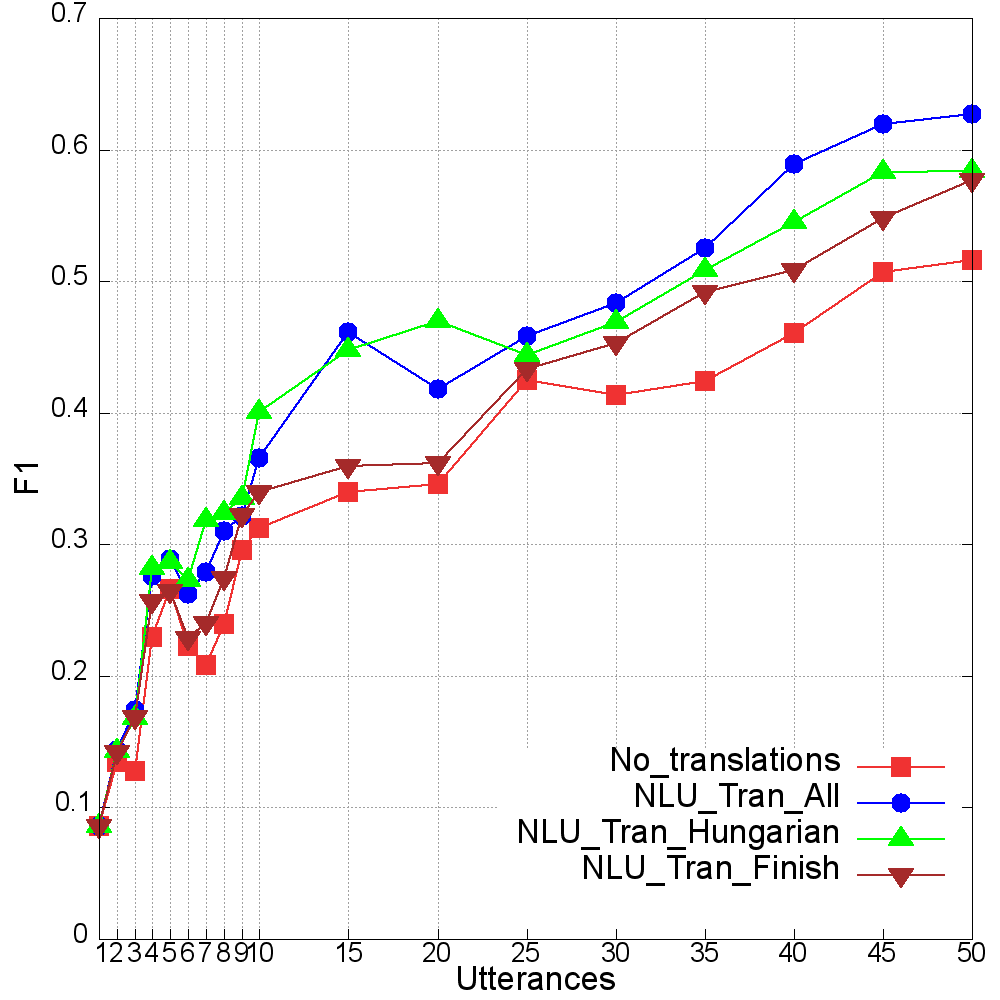 0.7
0.6
0.5
0.4
0.3
0.2
0.1
0
F1
1 2 3 4 5 6 7 8 9 10 15 20 25 30 35 40 45 50
Utterances
No_translations
NLU_Tran_All
NLU_Tran_Hungarian
NLU_Tran_Finish